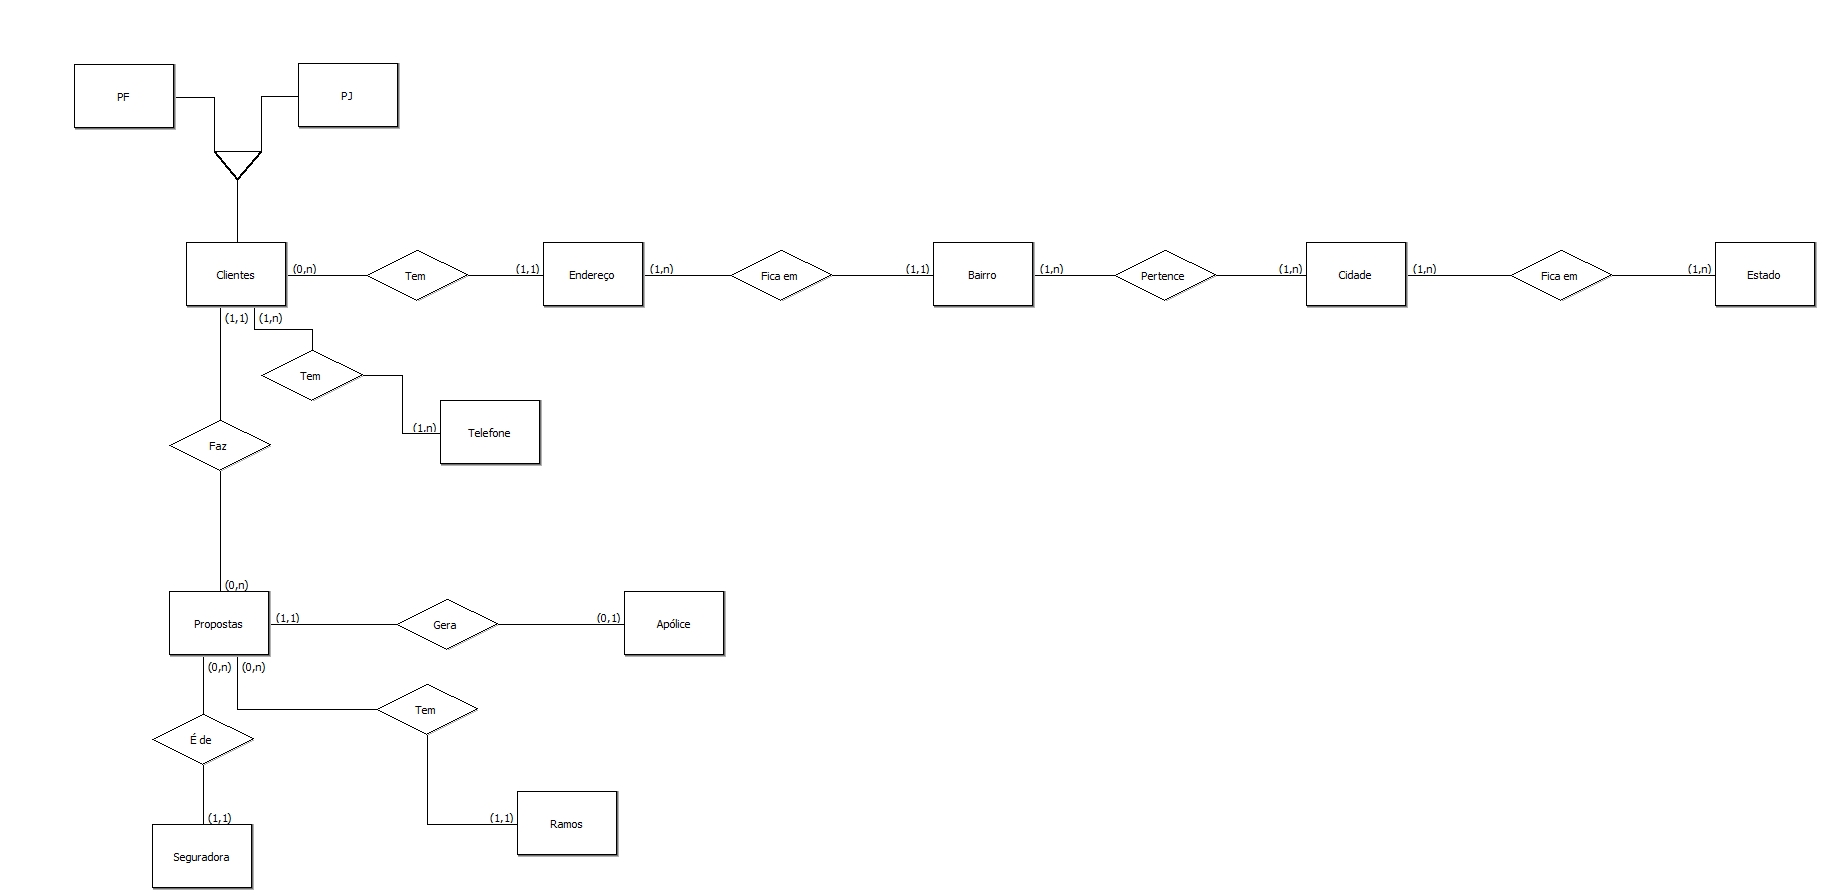 PF
PJ
Clientes
(0,n)
Tem
(1,1)
Endereço
(1,n)
Fica em
(1,1)
Bairro
(1,n)
Pertence
(1,n)
Cidade
(1,n)
Fica em
(1,n)
Estado
(1,1)
(1,n)
Tem
(1,n)
Telefone
Faz
(0,n)
Propostas
(1,1)
Gera
(0,1)
Apólice
(0,n)
(0,n)
Tem
É de
(1,1)
Ramos
(1,1)
Seguradora